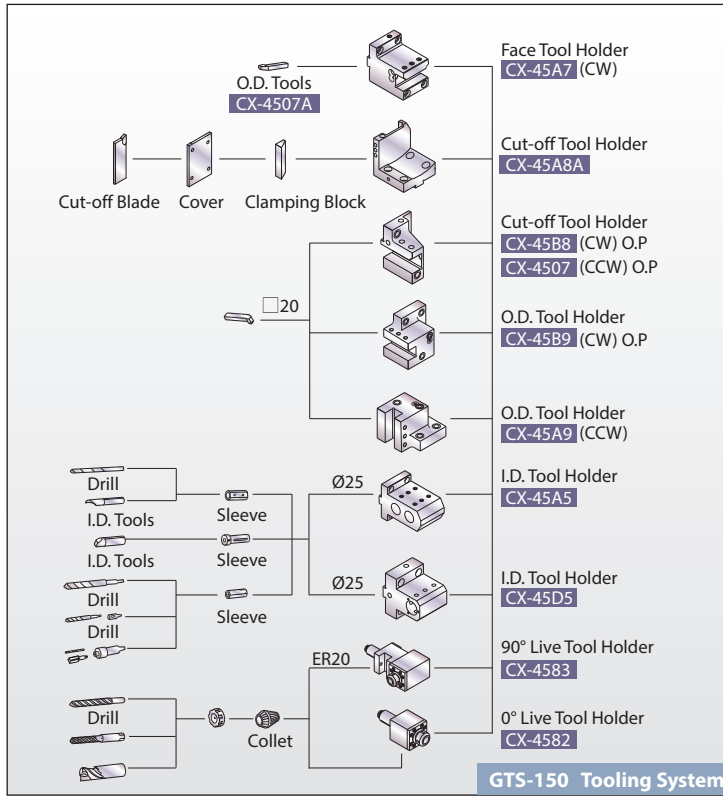 Face Tool Holder
CX-45A7 (CW)
O.D. Tools
CX-4507A
Cut-off Tool Holder
CX-45A8A
Cut-off Blade Cover Clamping Block
Cut-off Tool Holder
CX-45B8 (CW) O.P
CX-4507 (CCW) O.P
□20
O.D. Tool Holder
CX-45B9 (CW) O.P
O.D. Tool Holder
CX-45A9 (CCW)
I.D. Tool Holder
CX-45A5
Ø25
Drill
I.D. Tools
Sleeve
I.D. Tools
Sleeve
I.D. Tool Holder
CX-45D5
Ø25
Drill
Sleeve
Drill
90° Live Tool Holder
CX-4583
ER20
0° Live Tool Holder
CX-4582
Drill
Collet
GTS-150 Tooling System